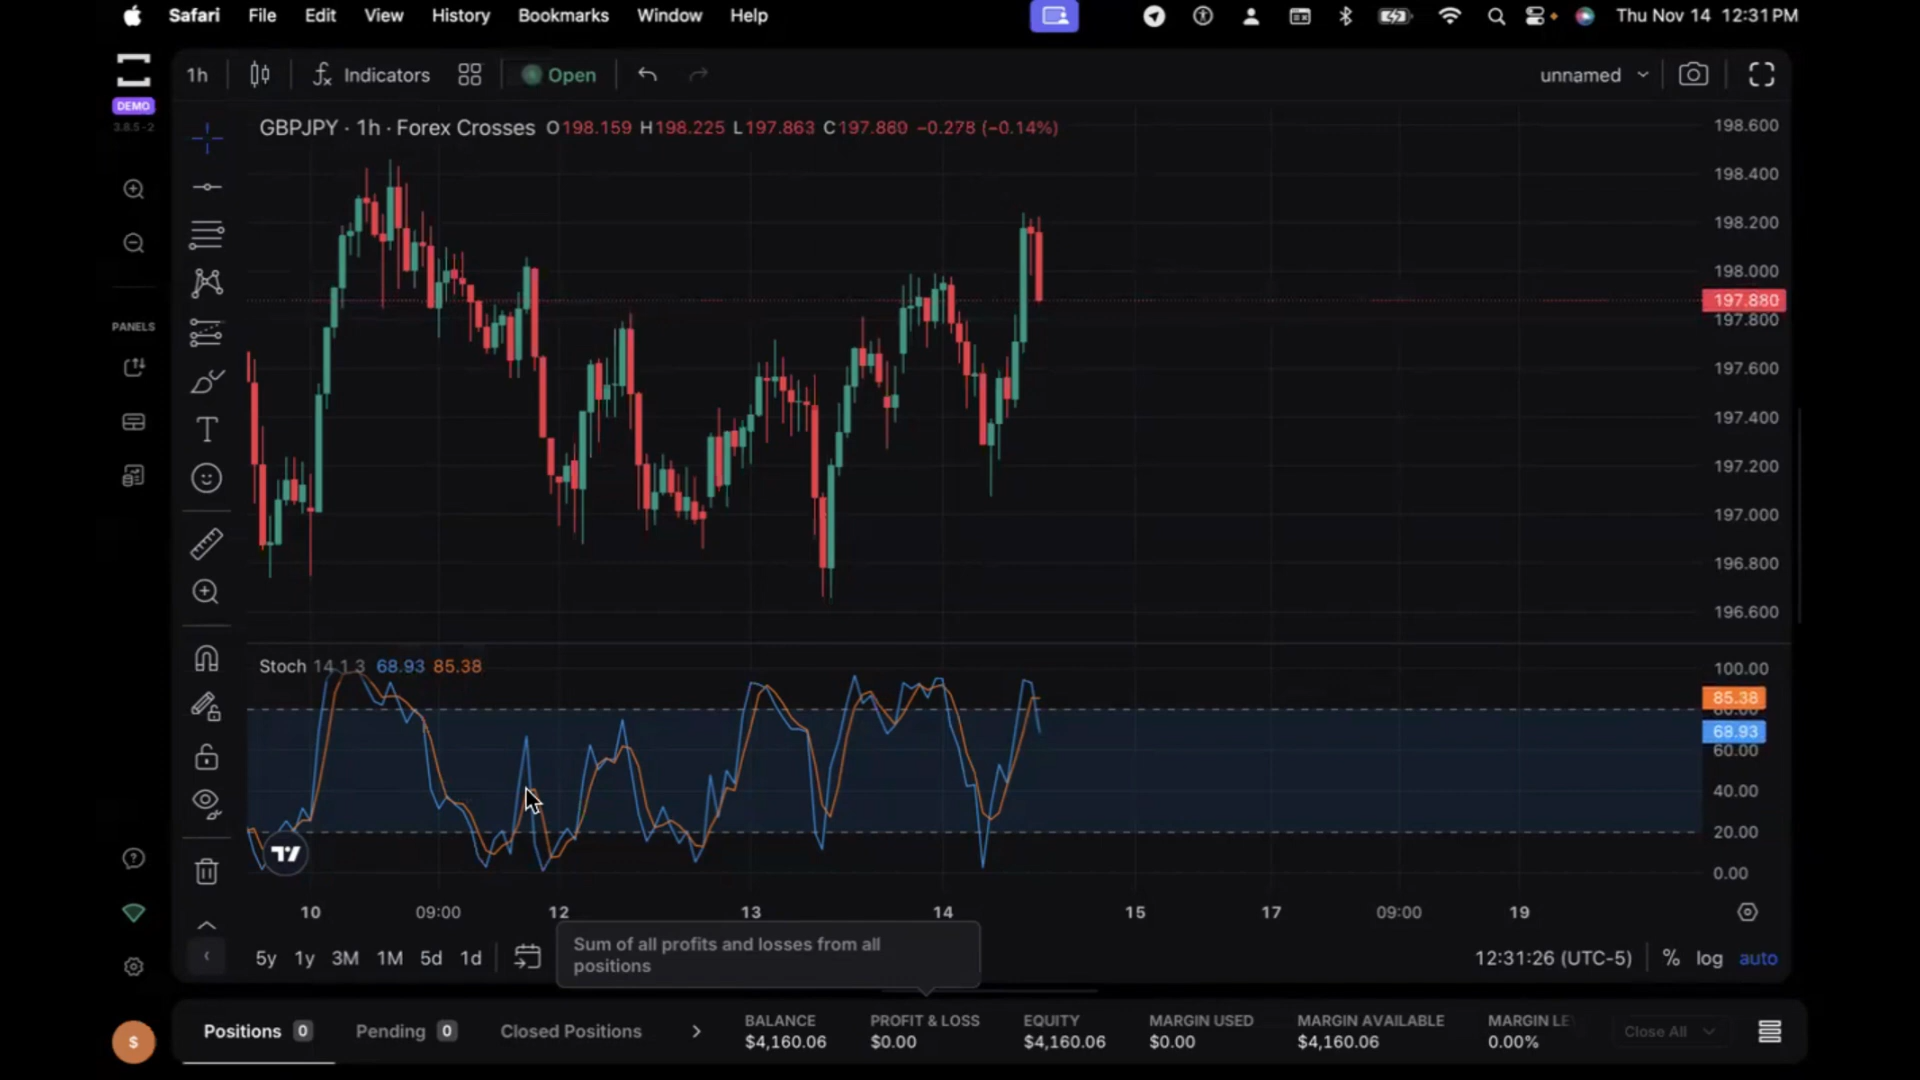 Safari File Edit View History Bookmarks Window Help Thu Nov 14 12:31 PM
DEMO
3.8.5 - 2
PANELS
1h Indicators Open unnamed
GBPJPY · 1h · Forex Crosses O198.159 H198.225 L197.863 C197.880 −0.278 (−0.14%)
198.600
198.400
198.200
198.000
197.880
197.800
197.600
197.400
197.200
197.000
196.800
196.600
Stoch 14 1 3 68.93 85.38
100.00
85.38
68.93
60.00
40.00
20.00
0.00
10 09:00 12 13 14 15 17 09:00 19
5y 1y 3M 1M 5d 1d
Sum of all profits and losses from all
positions
12:31:26 (UTC-5) % log auto
$
Positions 0 Pending 0 Closed Positions
BALANCE
$4,160.06
PROFIT & LOSS
$0.00
EQUITY
$4,160.06
MARGIN USED
$0.00
MARGIN AVAILABLE
$4,160.06
MARGIN LE
0.00%
Close All